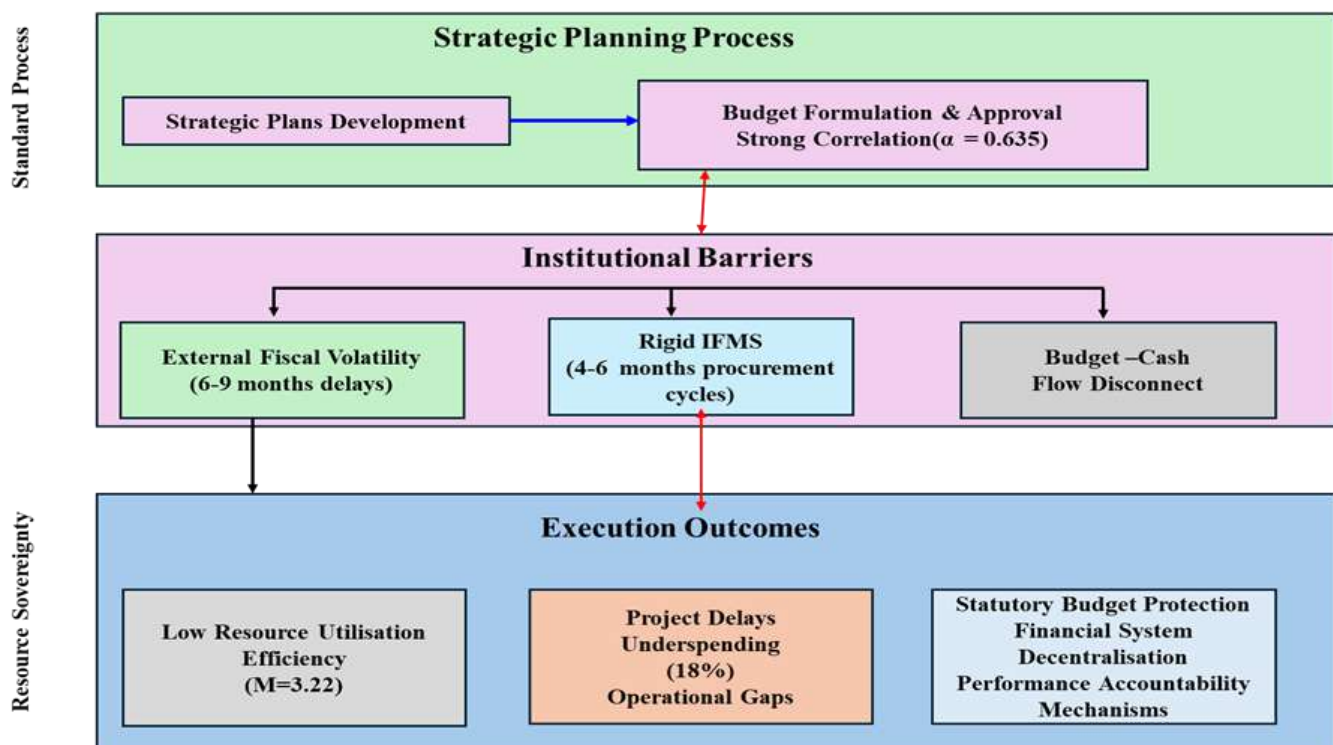 Standard Process
Strategic Planning Process
Strategic Plans Development
Budget Formulation & Approval
Strong Correlation(α = 0.635)
Institutional Barriers
External Fiscal Volatility
(6-9 months delays)
Rigid IFMS
(4-6 months procurement
cycles)
Budget –Cash
Flow Disconnect
Resource Sovereignty
Execution Outcomes
Low Resource Utilisation
Efficiency
(M=3.22)
Project Delays
Underspending
(18%)
Operational Gaps
Statutory Budget Protection
Financial System
Decentralisation
Performance Accountability
Mechanisms